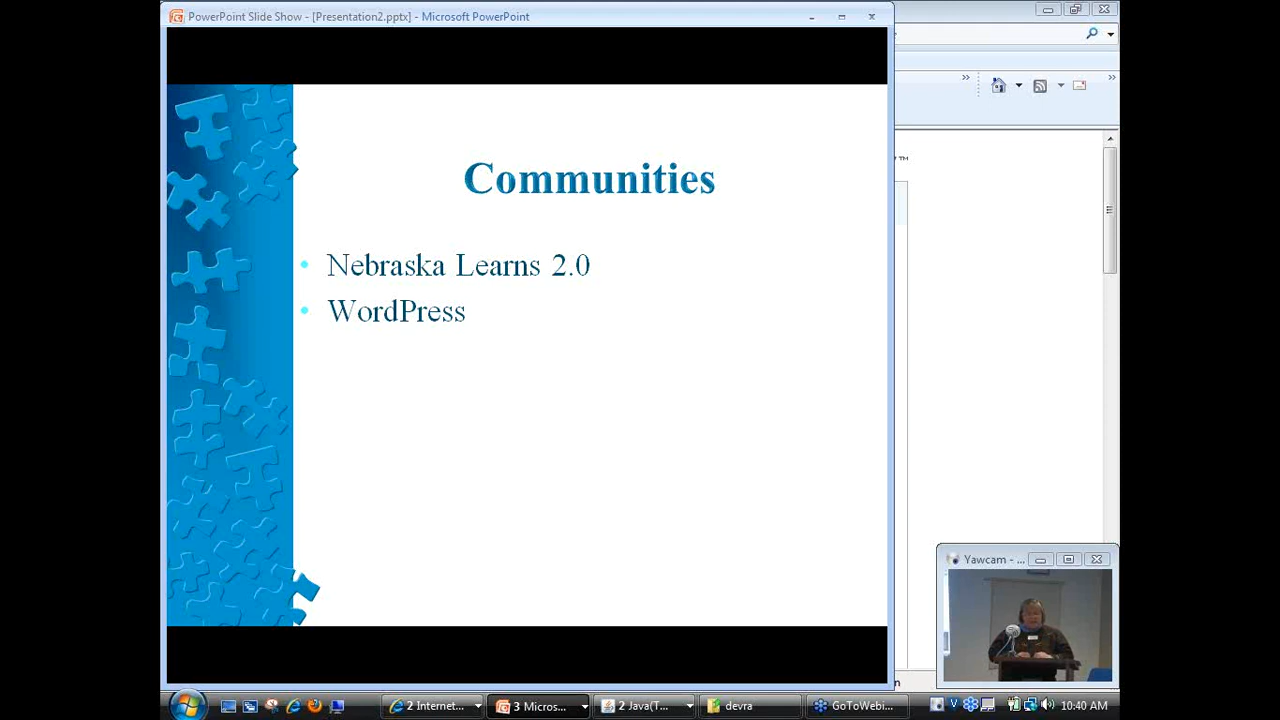 PowerPoint Slide Show - [Presentation2.pptx] - Microsoft PowerPoint
Communities
• Nebraska Learns 2.0
• WordPress
Yawcam - ...
2 Internet...
3 Micros...
2 Java(T...
devra
GoToWebi...
10:40 AM